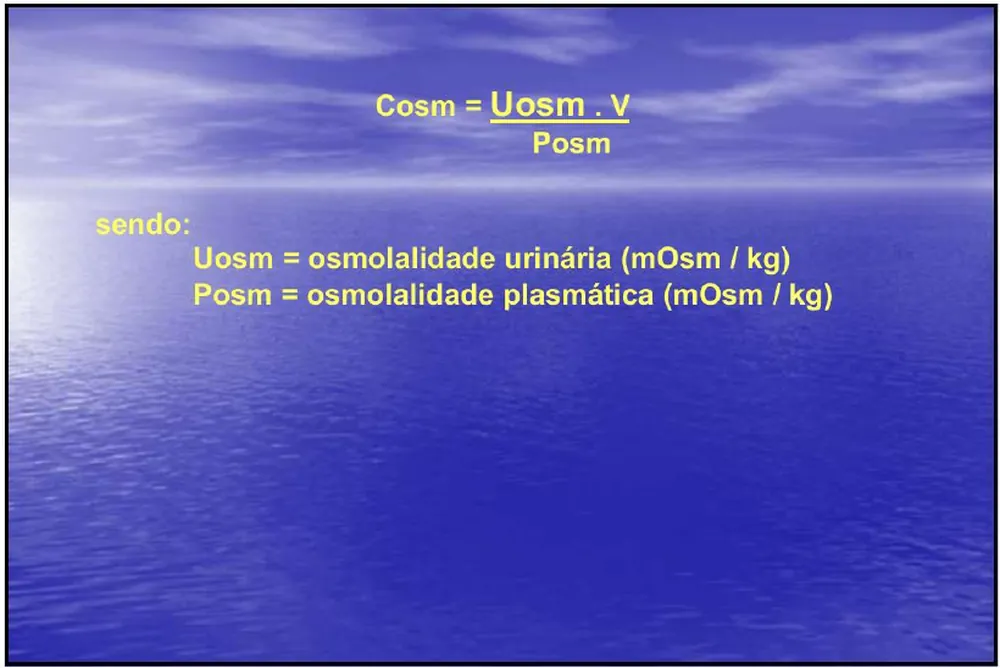 Cosm = Uosm . V
Posm
sendo:
Uosm = osmolalidade urinária (mOsm / kg)
Posm = osmolalidade plasmática (mOsm / kg)